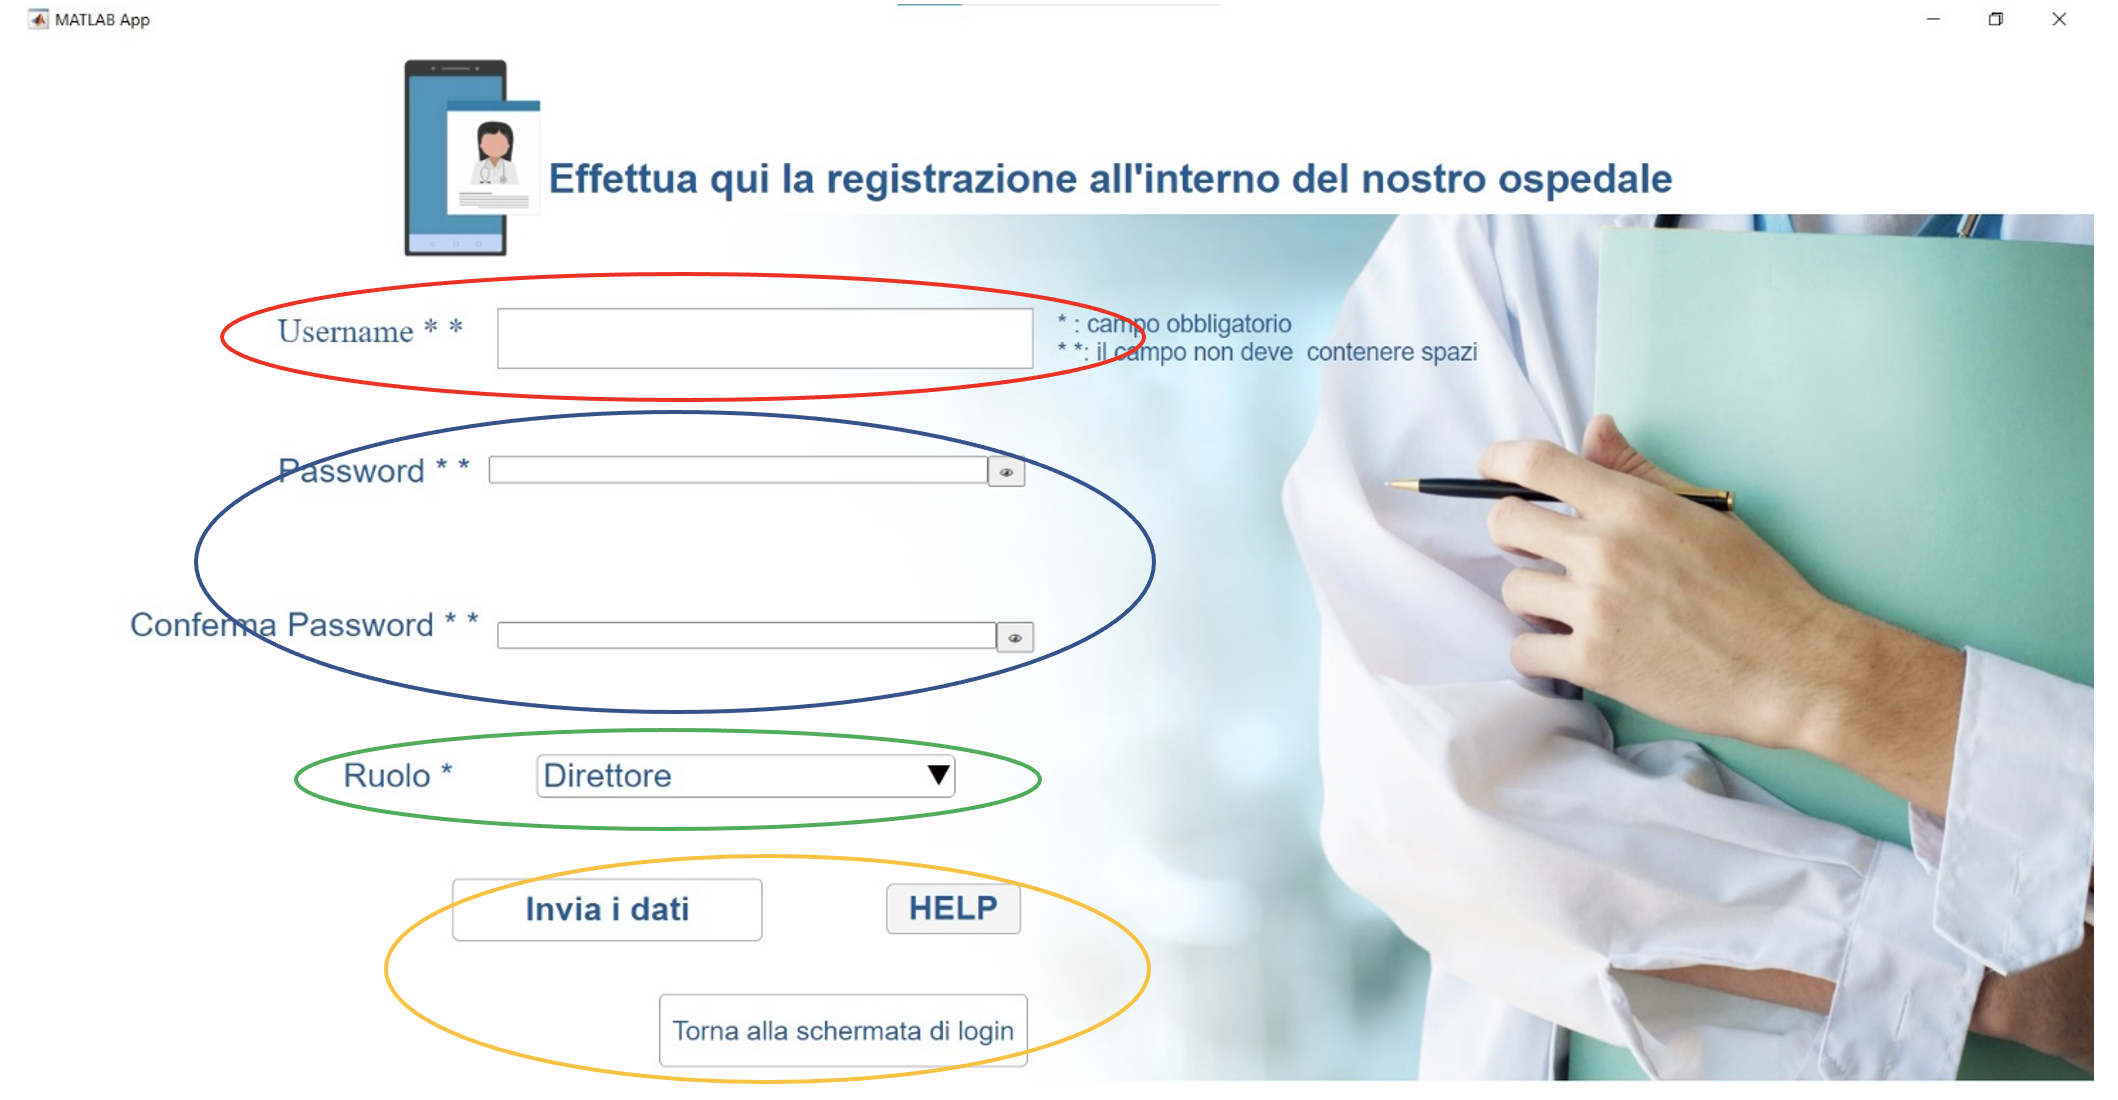 MATLAB App
Effettua qui la registrazione all'interno del nostro ospedale
Username * *
* : campo obbligatorio
* *: il campo non deve contenere spazi
Password * *
Conferma Password * *
Ruolo *
Direttore
Invia i dati
HELP
Torna alla schermata di login